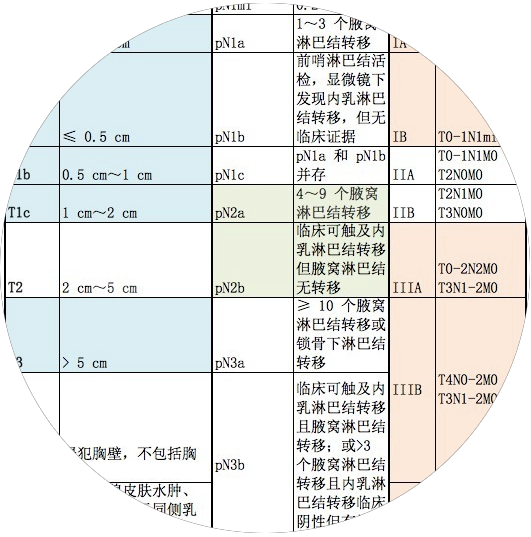 pN1mi
1~3 个腋窝
cm
pN1a
淋巴结转移
IA
前哨淋巴结活
检，显微镜下
发现内乳淋巴
结转移，但无
≤ 0.5 cm
pN1b
临床证据
IB
T0-1N1mi
pN1a 和 pN1b
T0-1N1M0
1b
0.5 cm~1 cm
pN1c
并存
IIA
T2N0M0
4~9 个腋窝
T2N1M0
T1c
1 cm~2 cm
pN2a
淋巴结转移
IIB
T3N0M0
临床可触及内
乳淋巴结转移
但腋窝淋巴结
T0-2N2M0
T2
2 cm~5 cm
pN2b
无转移
IIIA
T3N1-2M0
≥ 10 个腋窝
淋巴结转移或
锁骨下淋巴结
3
> 5 cm
pN3a
转移
临床可触及内
T4N0-2M0
乳淋巴结转移
IIIB
T3N1-2M0
且腋窝淋巴结
转移；或>3
犯胸壁，不包括胸
pN3b
个腋窝淋巴结
转移且内乳淋
皮肤水肿、
巴结转移临床
同侧乳
阴性但